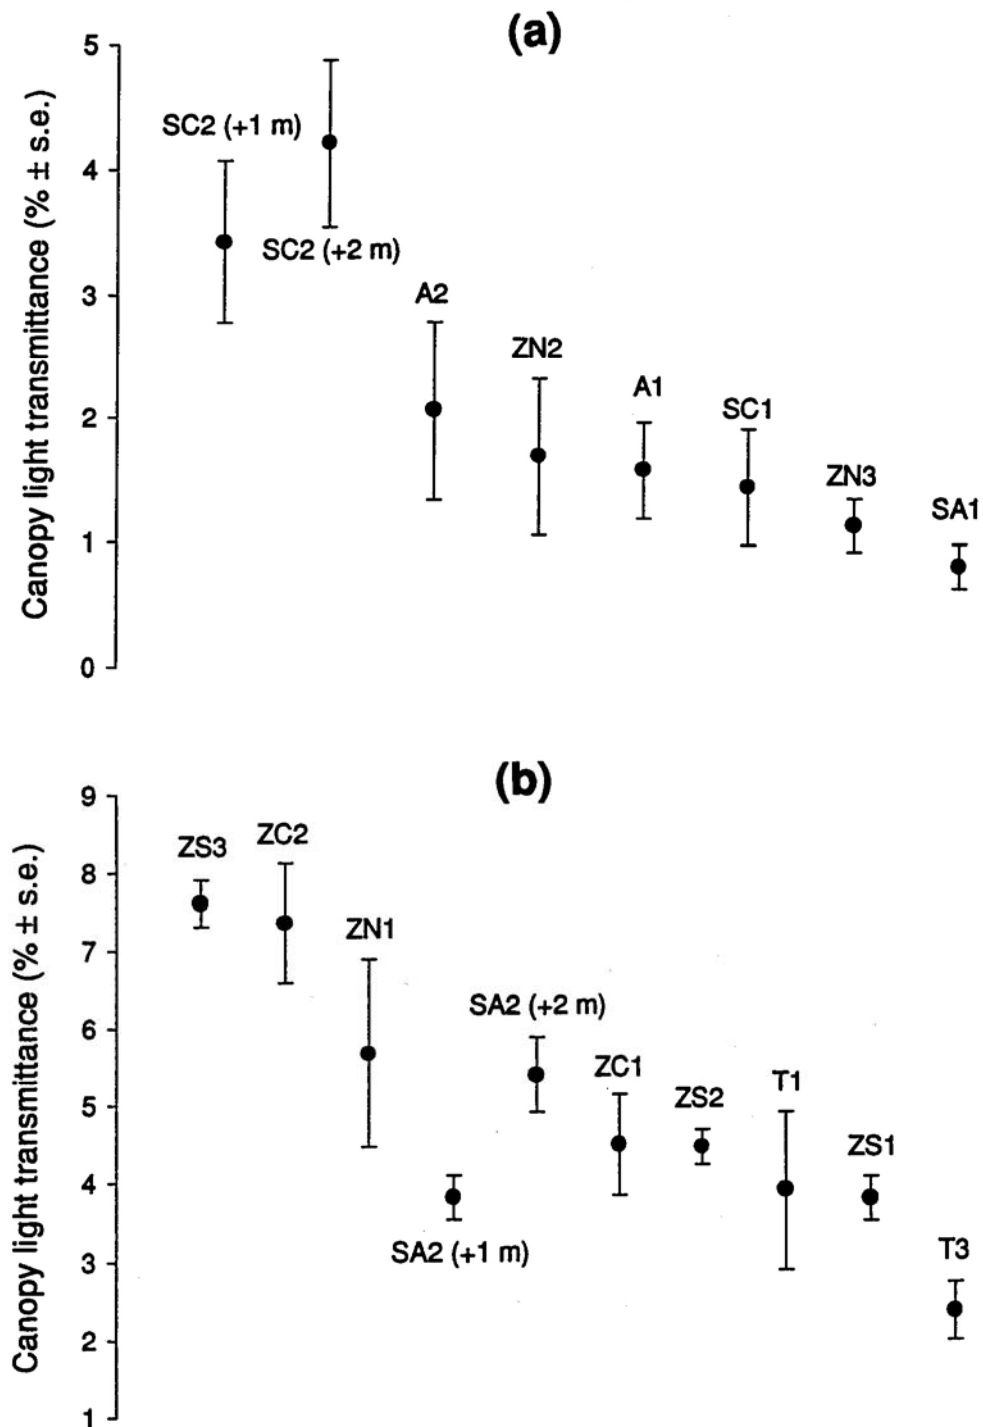 (a)
Canopy light transmittance (% ± s.e.)
5
4
3
2
1
0
SC2 (+1 m)
SC2 (+2 m)
A2
ZN2
A1
SC1
ZN3
SA1
(b)
Canopy light transmittance (% ± s.e.)
9
8
7
6
5
4
3
2
1
ZS3
ZC2
ZN1
SA2 (+1 m)
SA2 (+2 m)
ZC1
ZS2
T1
ZS1
T3